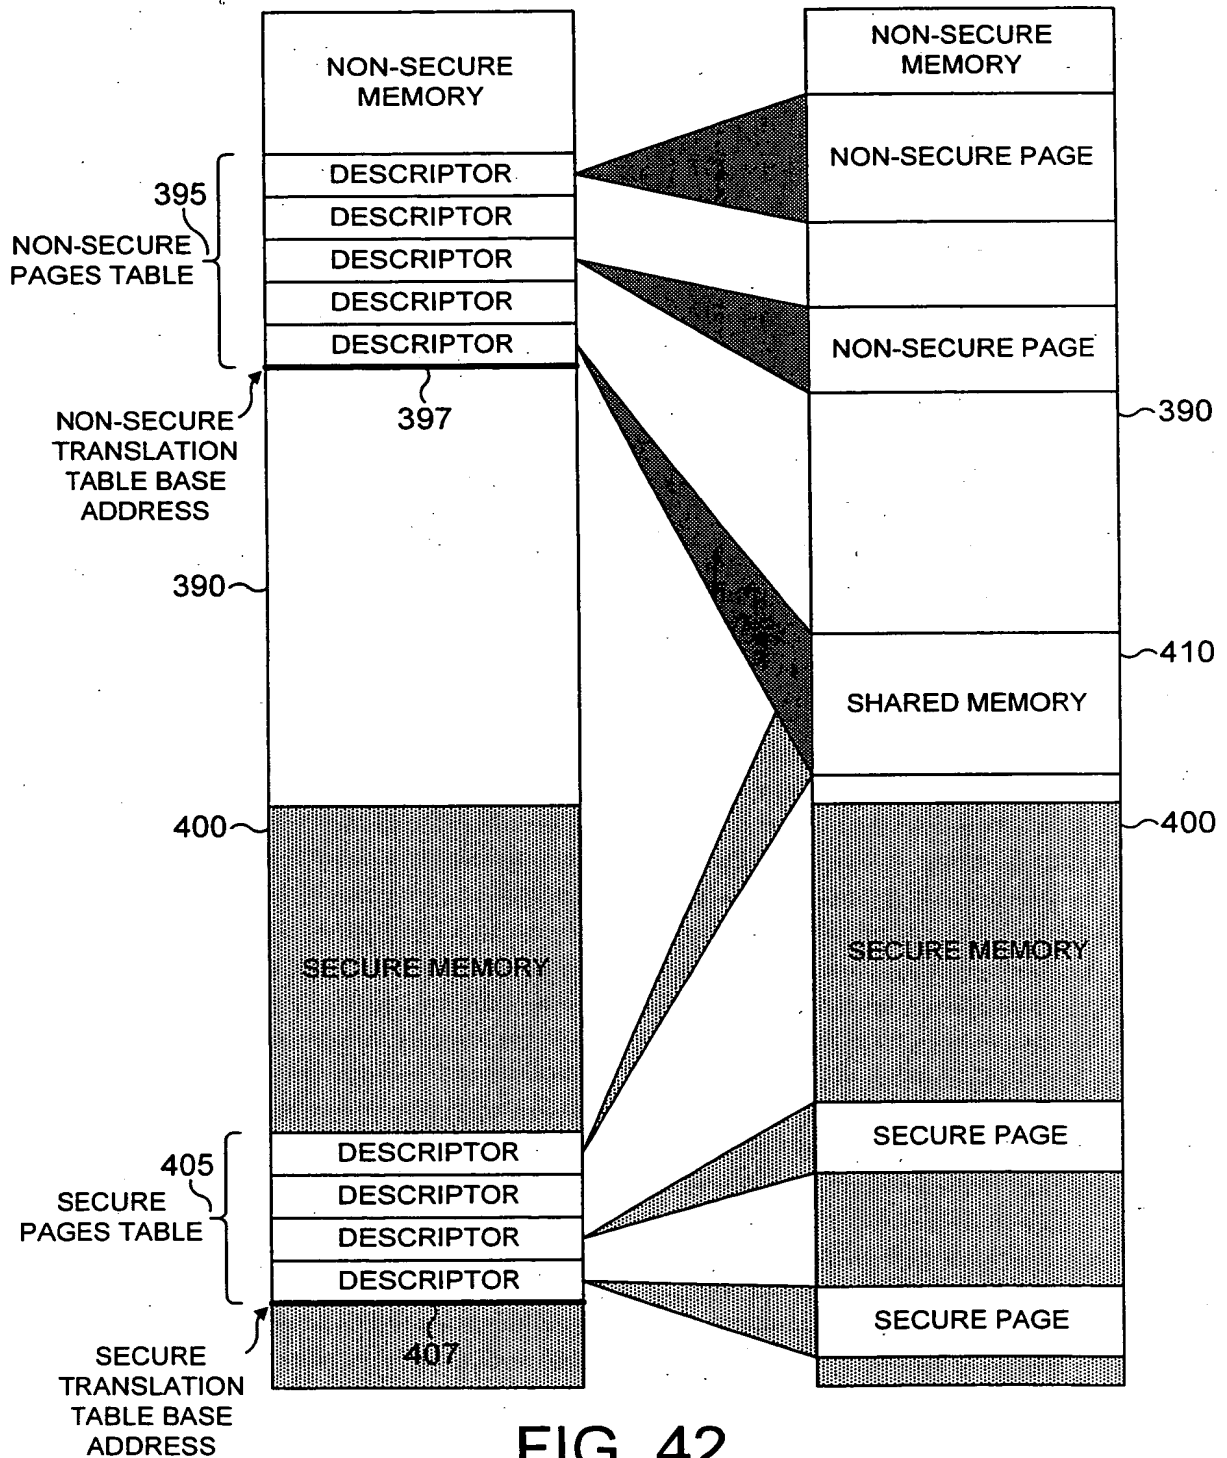 NON-SECURE
MEMORY
DESCRIPTOR
DESCRIPTOR
DESCRIPTOR
DESCRIPTOR
DESCRIPTOR
395
NON-SECURE
PAGES TABLE
NON-SECURE
TRANSLATION
TABLE BASE
ADDRESS
397
390
400
SECURE MEMORY
DESCRIPTOR
DESCRIPTOR
DESCRIPTOR
DESCRIPTOR
405
SECURE
PAGES TABLE
SECURE
TRANSLATION
TABLE BASE
ADDRESS
407
NON-SECURE
MEMORY
NON-SECURE PAGE
NON-SECURE PAGE
390
410
SHARED MEMORY
400
SECURE MEMORY
SECURE PAGE
SECURE PAGE
FIG. 42